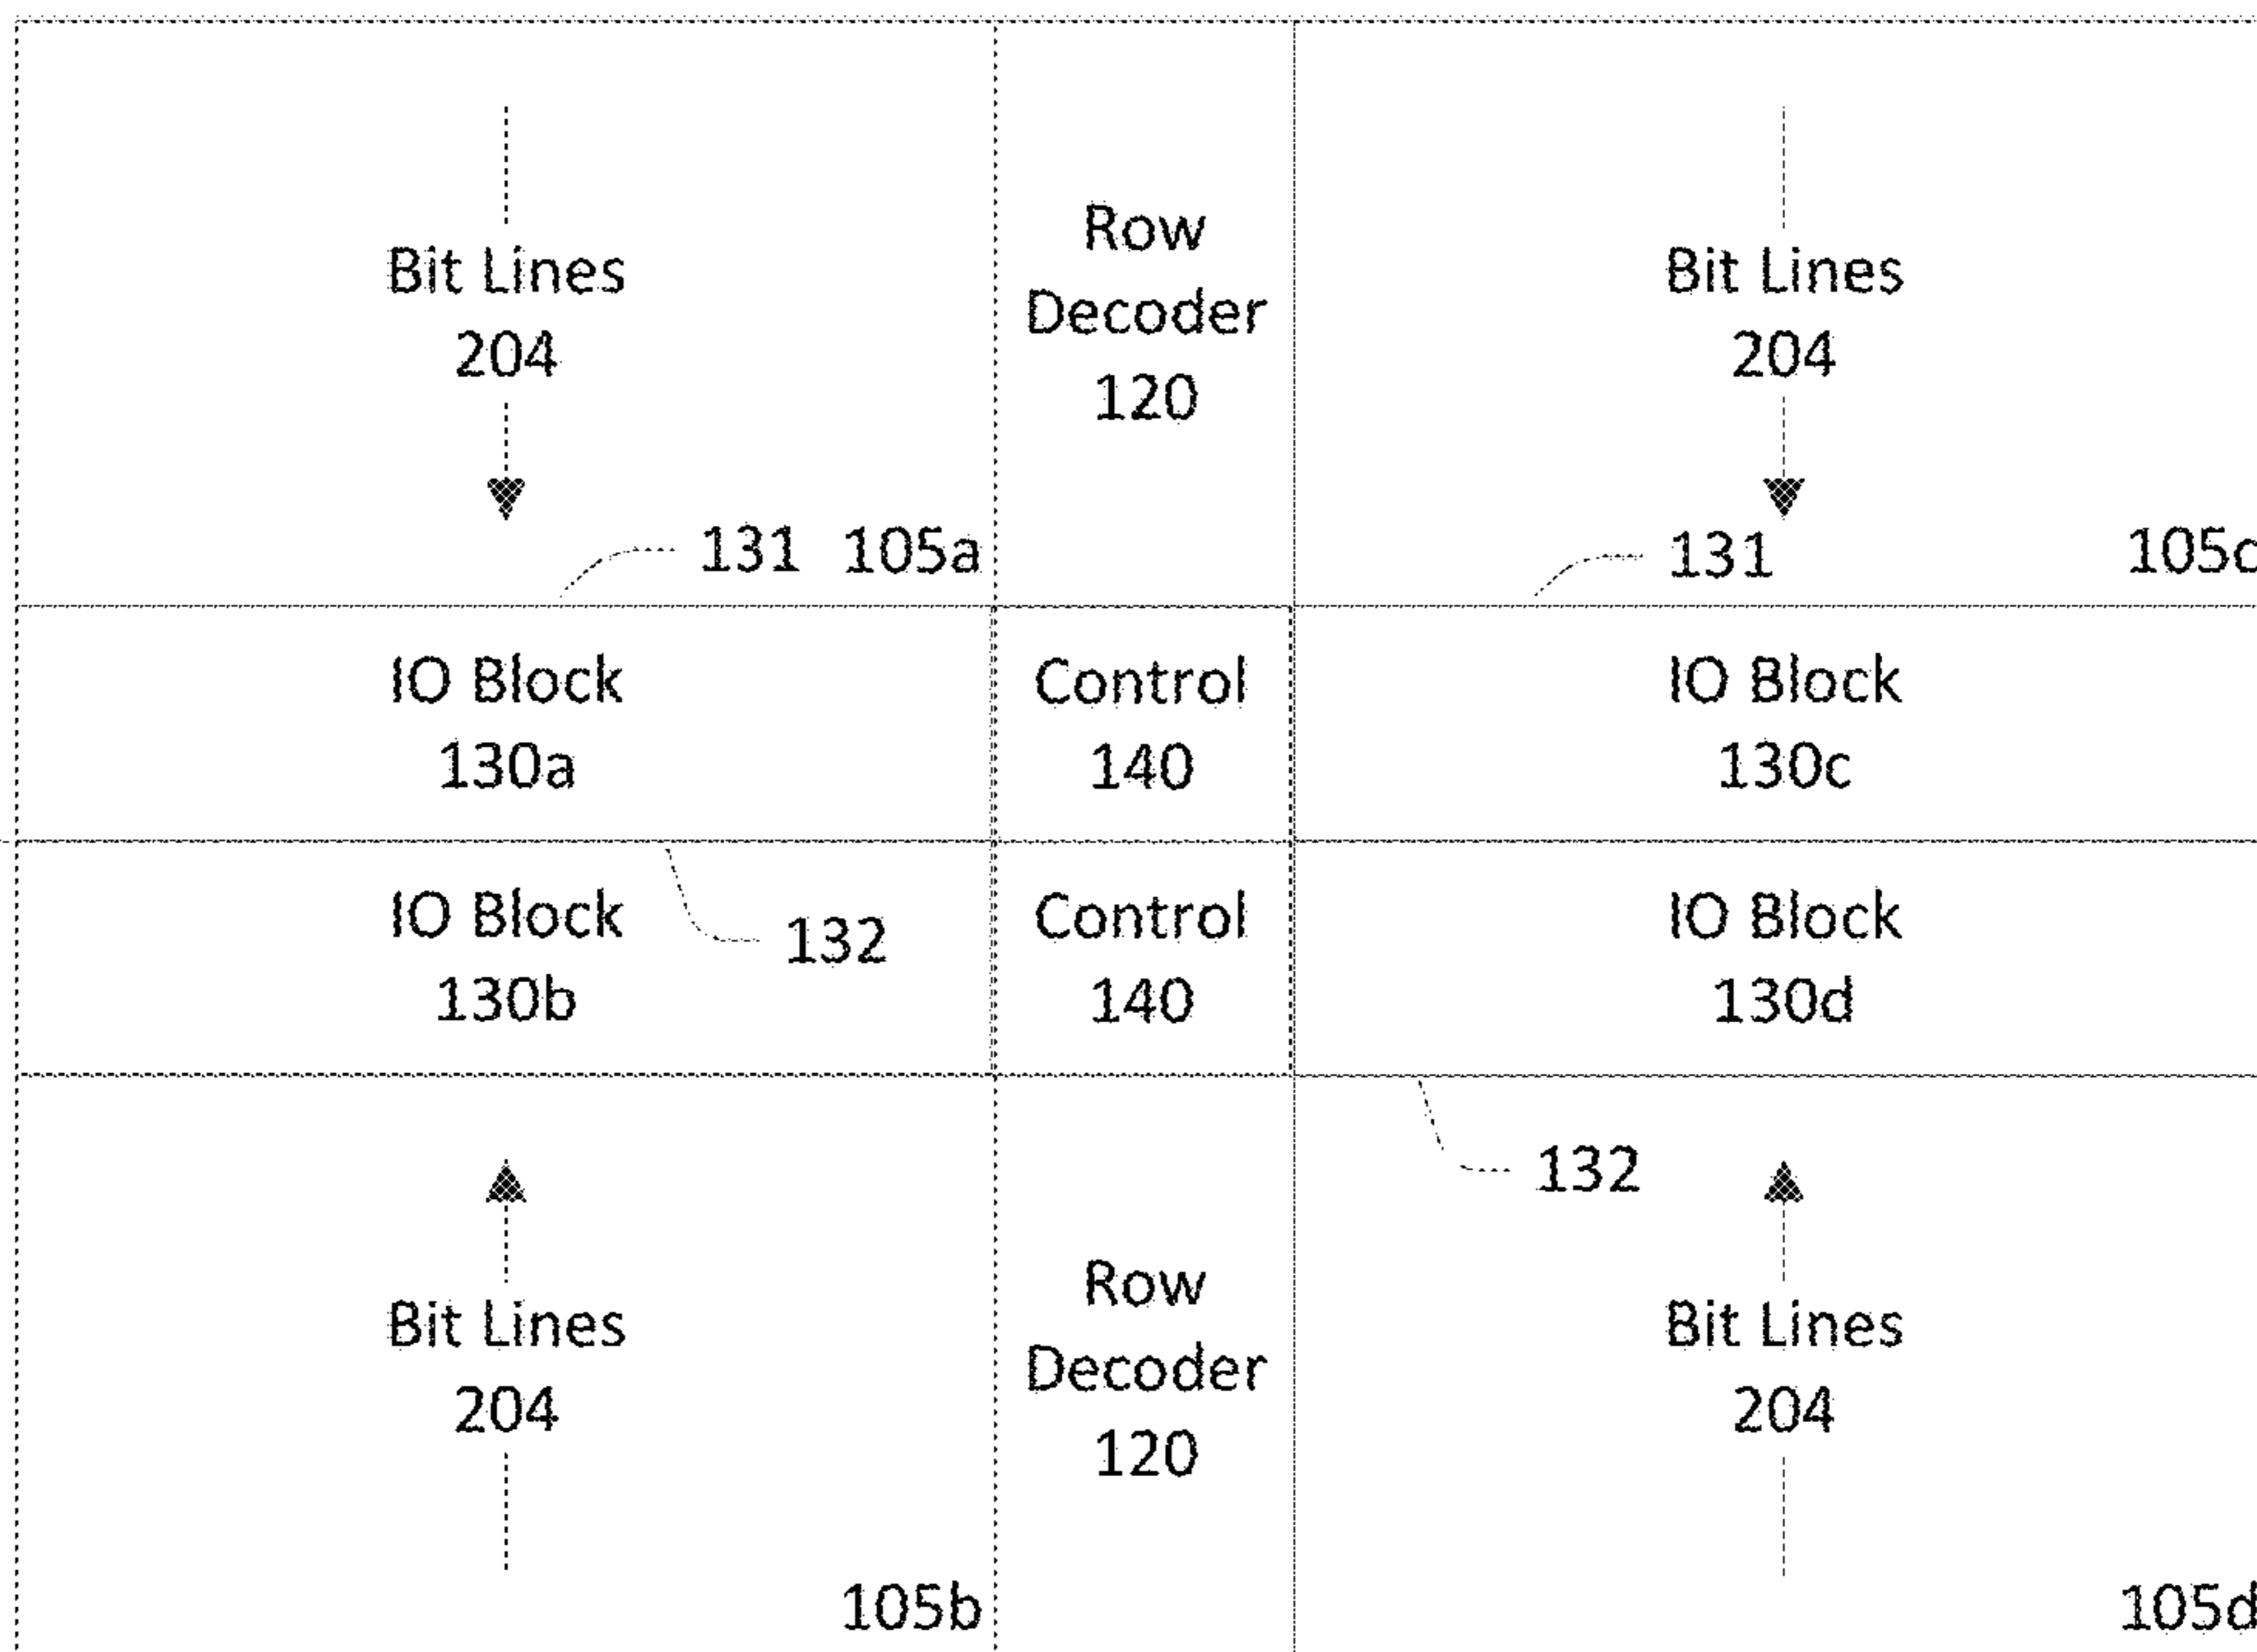 Bit Lines
204
Row
Decoder
120
Bit Lines
204
131 105a
131
105c
IO Block
130a
Control
140
IO Block
130c
IO Block
130b
132
Control
140
IO Block
130d
132
Bit Lines
204
Row
Decoder
120
Bit Lines
204
105b
105d